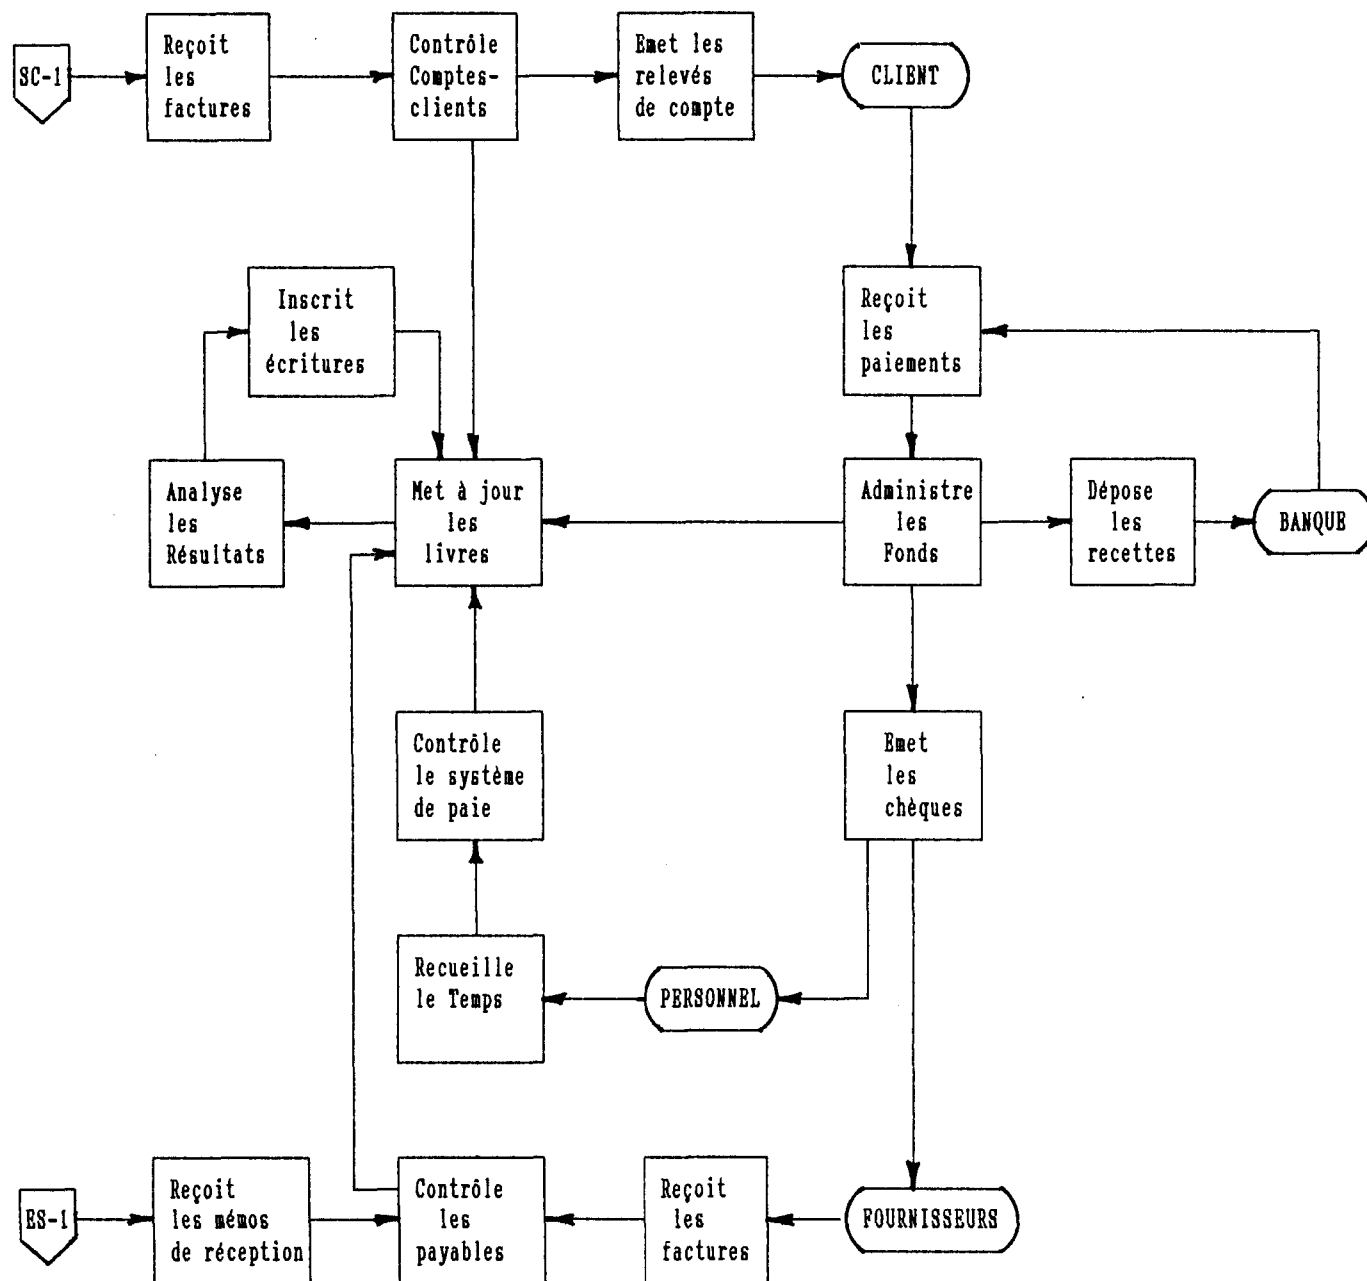 SC-1
Reçoit
les
factures
Contrôle
Comptes-
clients
Emet les
relevés
de compte
CLIENT
Inscrit
les
écritures
Reçoit
les
paiements
Analyse
les
Résultats
Met à jour
les
livres
Administre
les
Fonds
Dépose
les
recettes
BANQUE
Contrôle
le système
de paie
Emet
les
chèques
Recueille
le Temps
PERSONNEL
ES-1
Reçoit
les mémos
de réception
Contrôle
les
payables
Reçoit
les
factures
FOURNISSEURS